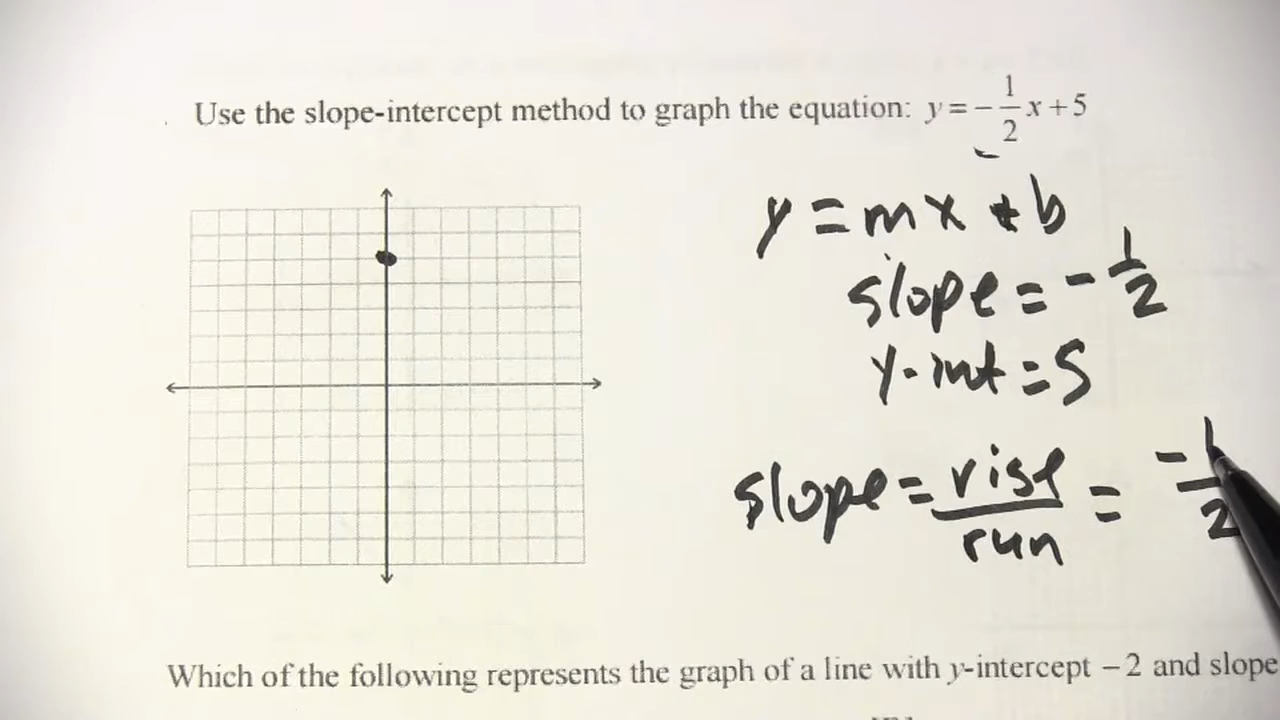 Use the slope-intercept method to graph the equation: y = -1/2 x + 5
y = mx + b
slope = -1/2
y-int = 5
slope = rise/run = -1/2
Which of the following represents the graph of a line with y-intercept −2 and slope